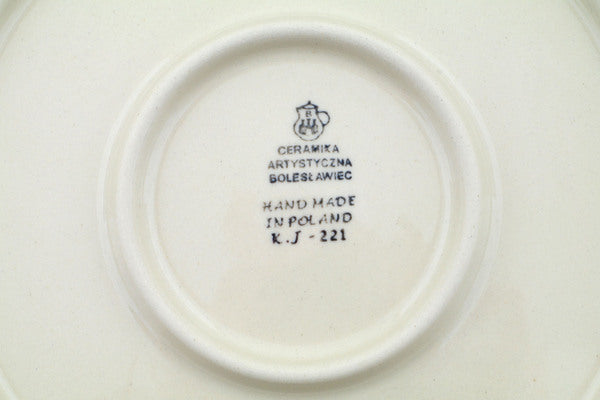 B
CERAMIKA
ARTYSTYCZNA
BOLESŁAWIEC
HAND MADE
IN POLAND
K.J - 221